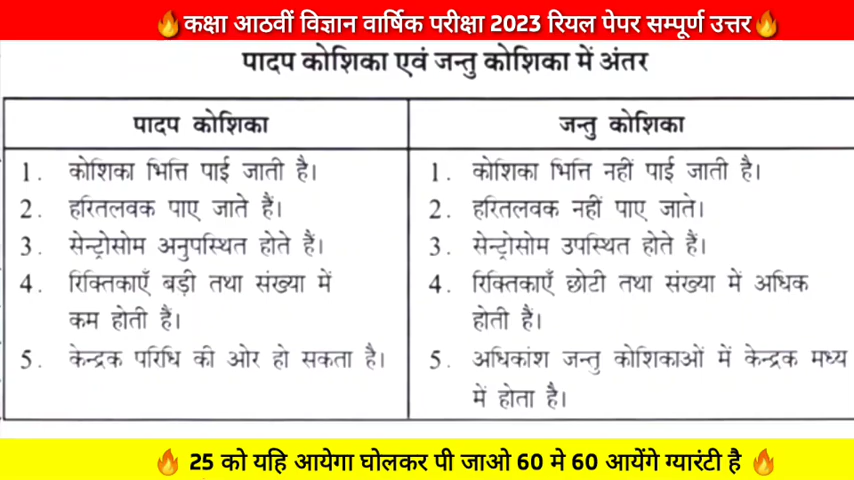 🔥कक्षा आठवीं विज्ञान वार्षिक परीक्षा 2023 रियल पेपर सम्पूर्ण उत्तर🔥
पादप कोशिका एवं जन्तु कोशिका में अंतर
पादप कोशिका
1. कोशिका भित्ति पाई जाती है।
2. हरितलवक पाए जाते हैं।
3. सेन्ट्रोसोम अनुपस्थित होते हैं।
4. रिक्तिकाएँ बड़ी तथा संख्या में
कम होती हैं।
5. केन्द्रक परिधि की ओर हो सकता है।
जन्तु कोशिका
1. कोशिका भित्ति नहीं पाई जाती है।
2. हरितलवक नहीं पाए जाते।
3. सेन्ट्रोसोम उपस्थित होते हैं।
4. रिक्तिकाएँ छोटी तथा संख्या में अधिक
होती हैं।
5. अधिकांश जन्तु कोशिकाओं में केन्द्रक मध्य
में होता है।
🔥 25 को यहि आयेगा घोलकर पी जाओ 60 मे 60 आयेंगे ग्यारंटी है 🔥